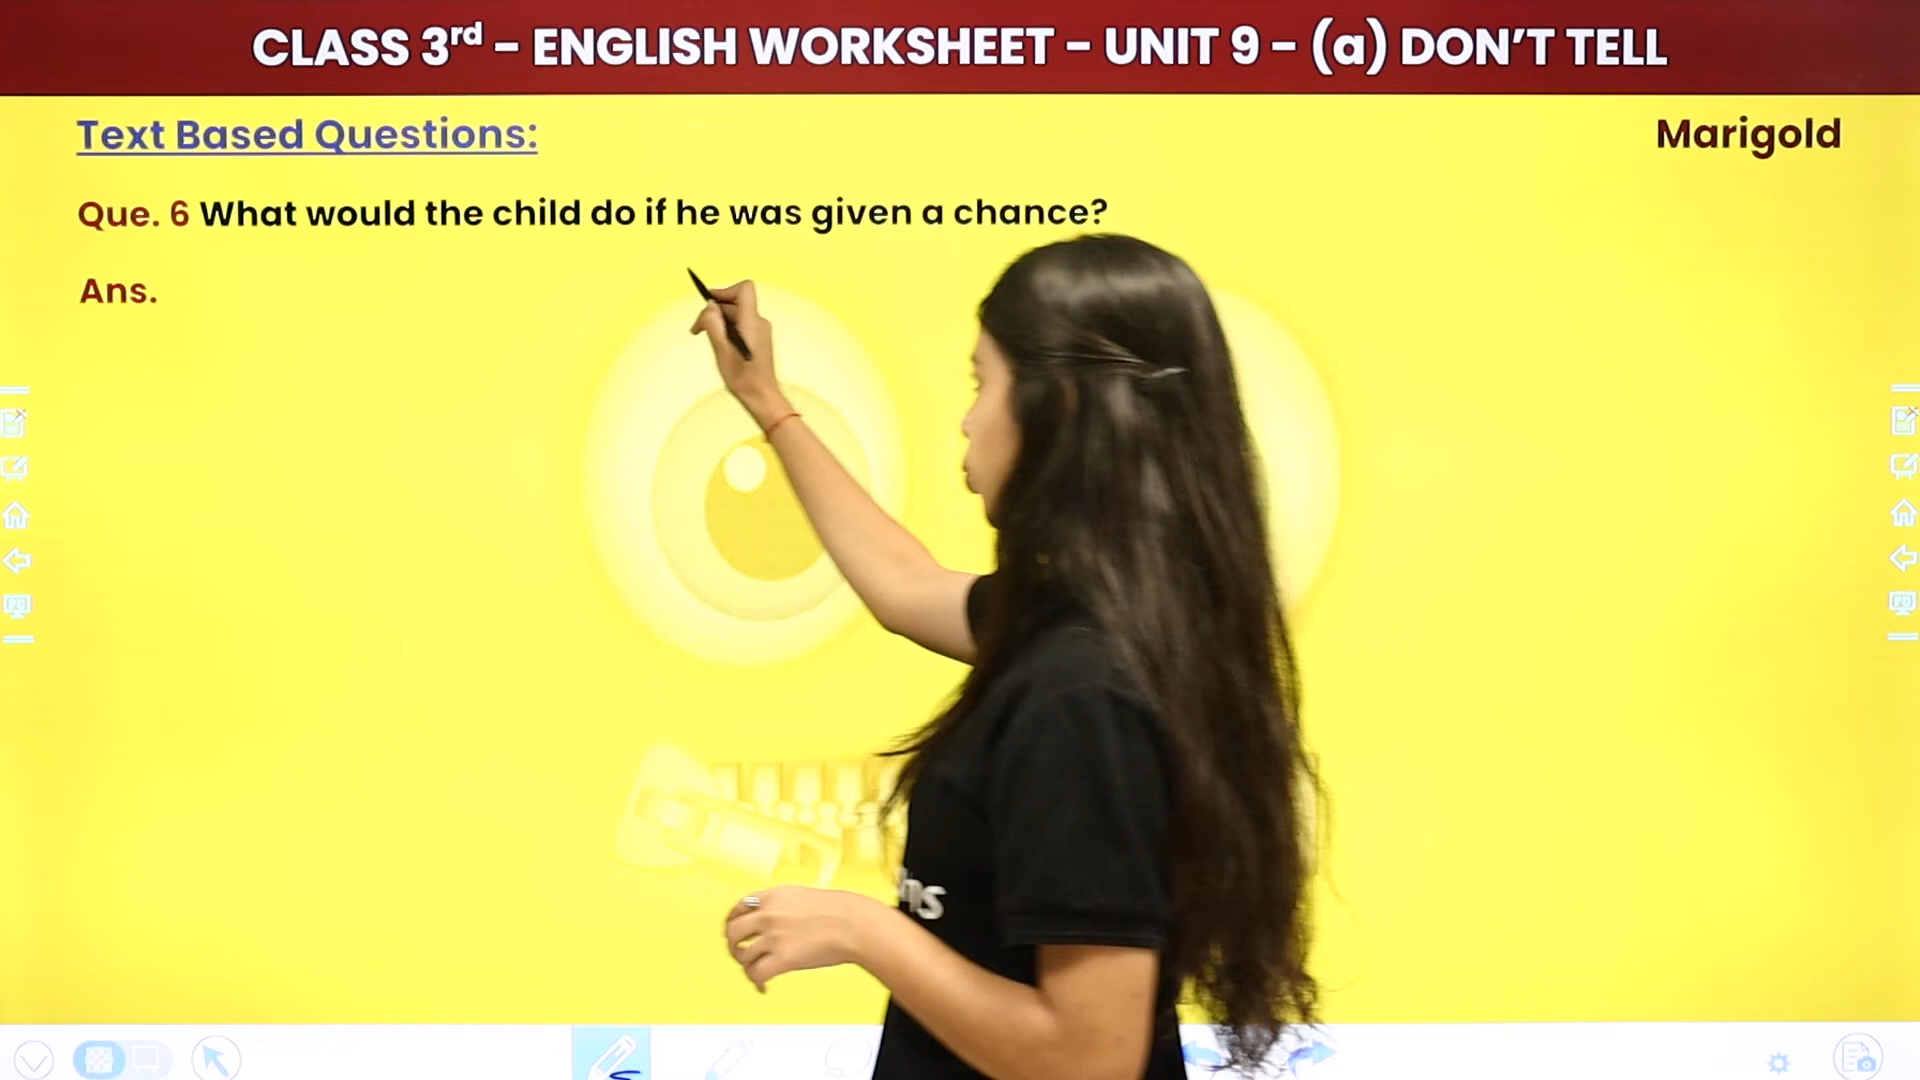 CLASS 3rd – ENGLISH WORKSHEET – UNIT 9 – (a) DON'T TELL
Text Based Questions:
Marigold
Que. 6 What would the child do if he was given a chance?
Ans.